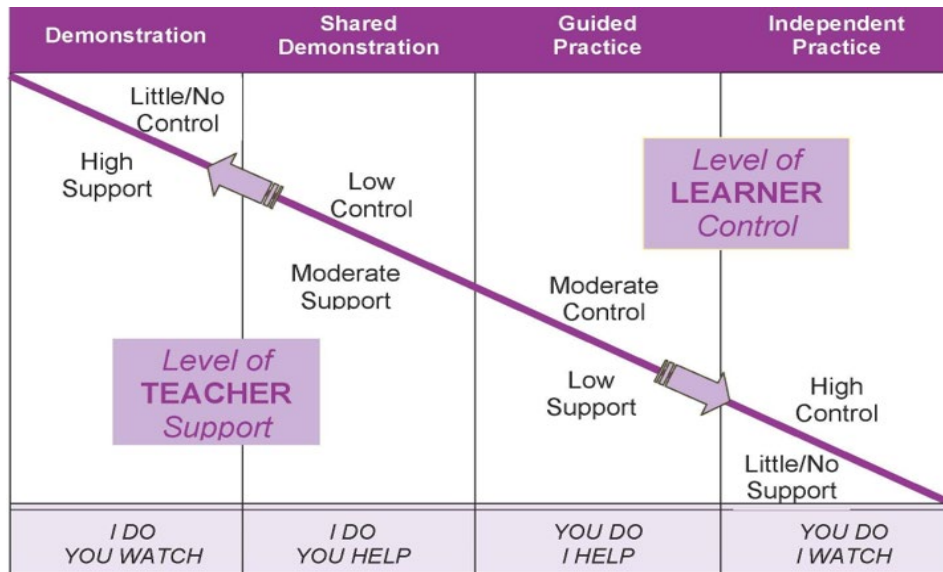 Demonstration
Shared
Demonstration
Guided
Practice
Independent
Practice
Little/No
Control
High
Support
Low
Control
Moderate
Support
Level of
LEARNER
Control
Moderate
Control
Low
Support
Level of
TEACHER
Support
High
Control
Little/No
Support
I DO
YOU WATCH
I DO
YOU HELP
YOU DO
I HELP
YOU DO
I WATCH